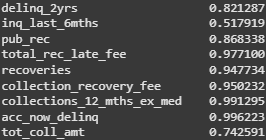 delinq_2yrs 0.821287
inq_last_6mths 0.517919
pub_rec 0.868338
total_rec_late_fee 0.977100
recoveries 0.947734
collection_recovery_fee 0.950232
collections_12_mths_ex_med 0.991295
acc_now_delinq 0.996223
tot_coll_amt 0.742591